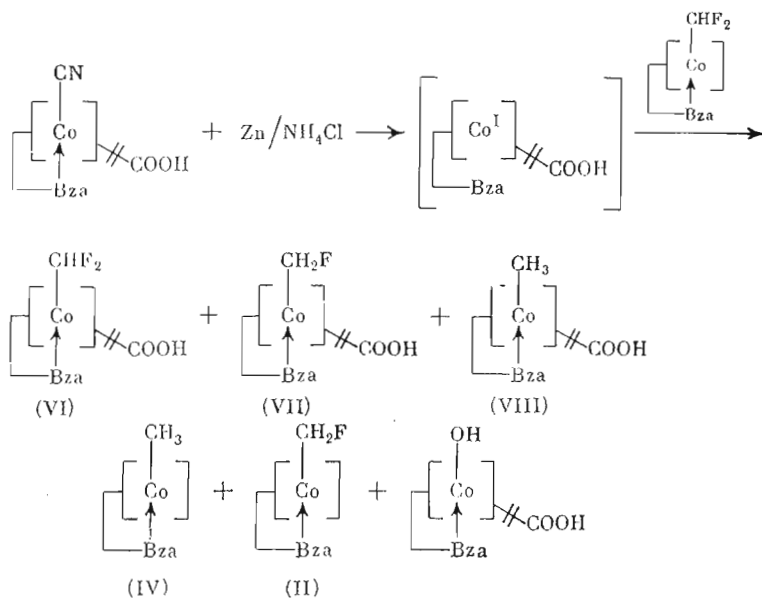 CN
CHF₂
Co
Bza
Co
Bza
COOH
+ Zn/NH₄Cl
Coᴵ
Bza
COOH
CHF₂
Co
Bza
COOH
(VI)
+
CH₂F
Co
Bza
COOH
(VII)
+
CH₃
Co
Bza
COOH
(VIII)
CH₃
Co
Bza
(IV)
+
CH₂F
Co
Bza
(II)
+
OH
Co
Bza
COOH